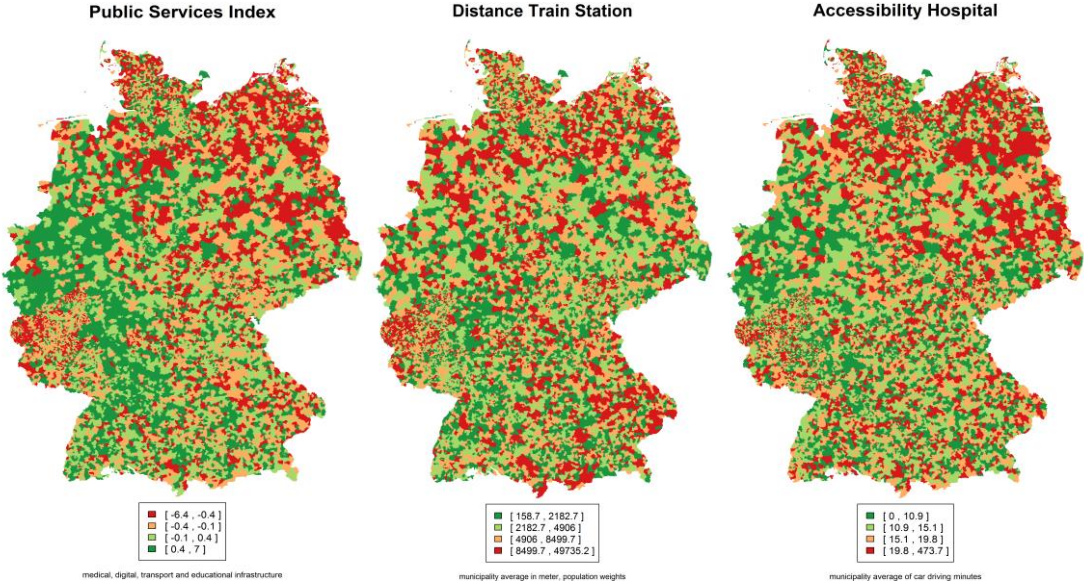 Public Services Index
Distance Train Station
Accessibility Hospital
[ -6.4 , -0.4 ]
[ -0.4 , -0.1 ]
[ -0.1 , 0.4 ]
[ 0.4 , 7 ]
[ 158.7 , 2182.7 ]
[ 2182.7 , 4906 ]
[ 4906 , 8499.7 ]
[ 8499.7 , 49735.2 ]
[ 0 , 10.9 ]
[ 10.9 , 15.1 ]
[ 15.1 , 19.8 ]
[ 19.8 , 473.7 ]
medical, digital, transport and educational infrastructure
municipality average in meter, population weights
municipality average of car driving minutes